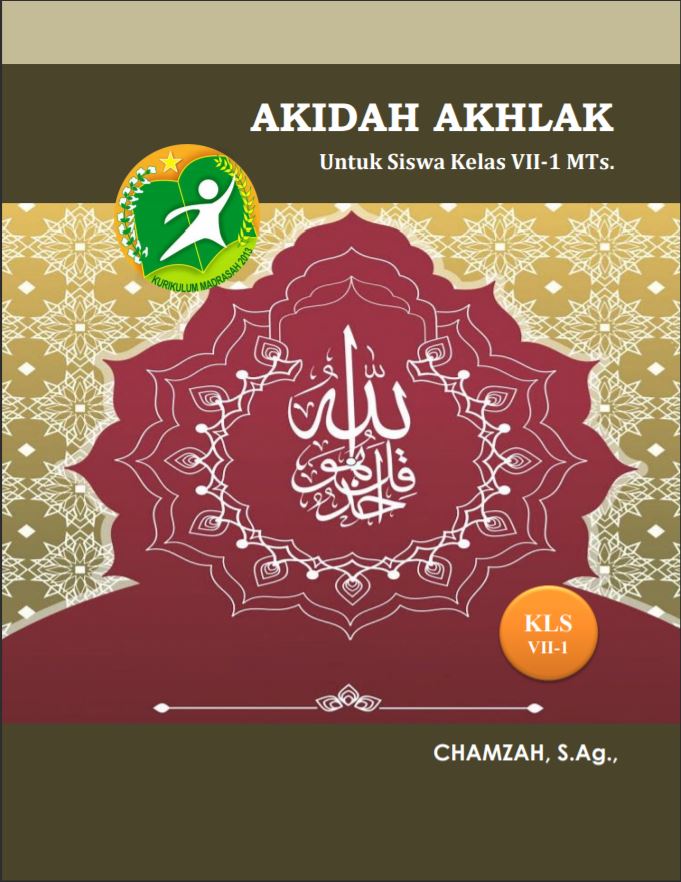 AKIDAH AKHLAK
Untuk Siswa Kelas VII-1 MTs.
KURIKULUM MADRASAH 2013
قل هو الله احد
KLS
VII-1
CHAMZAH, S.Ag.,